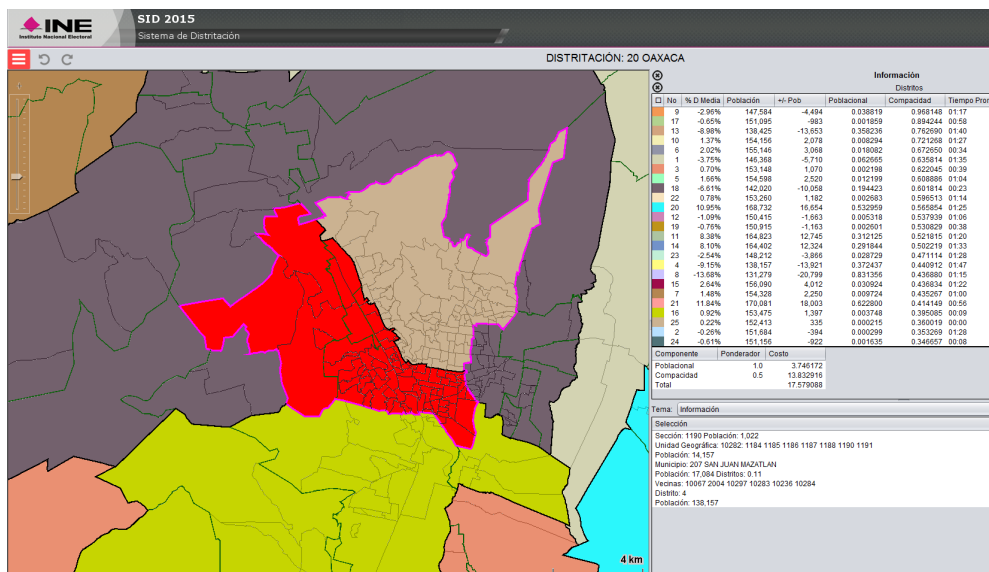 INE
Instituto Nacional Electoral
SID 2015
Sistema de Distritación
DISTRITACIÓN: 20 OAXACA
Información
Distritos
No % D Media Población +/- Pob Poblacional Compacidad Tiempo Prom
9 -2.96% 147,584 -4,494 0.038819 0.968148 01:17
17 -0.65% 151,095 -983 0.001859 0.894244 00:58
13 -8.98% 138,425 -13,653 0.358236 0.762690 01:40
10 1.37% 154,156 2,078 0.008294 0.721268 01:27
6 2.02% 155,146 3,068 0.018082 0.672650 00:34
1 -3.75% 146,368 -5,710 0.062665 0.635814 01:35
3 0.70% 153,148 1,070 0.002198 0.622045 00:39
5 1.66% 154,598 2,520 0.012199 0.608886 01:04
18 -6.61% 142,020 -10,058 0.194423 0.601814 00:23
22 0.78% 153,260 1,182 0.002683 0.596513 01:14
20 10.95% 168,732 16,654 0.532959 0.565854 01:25
12 -1.09% 150,415 -1,663 0.005318 0.537939 01:06
19 -0.76% 150,915 -1,163 0.002601 0.530829 00:38
11 8.38% 164,823 12,745 0.312125 0.521815 01:20
14 8.10% 164,402 12,324 0.291844 0.502219 01:33
23 -2.54% 148,212 -3,866 0.028729 0.471114 01:28
4 -9.15% 138,157 -13,921 0.372437 0.440912 01:47
8 -13.68% 131,279 -20,799 0.831356 0.436880 01:15
15 2.64% 156,090 4,012 0.030924 0.436834 01:22
7 1.48% 154,328 2,250 0.009724 0.435267 01:00
21 11.84% 170,081 18,003 0.622800 0.414149 00:56
16 0.92% 153,475 1,397 0.003748 0.395085 00:09
25 0.22% 152,413 335 0.000215 0.360019 00:00
2 -0.26% 151,684 -394 0.000299 0.353269 01:28
24 -0.61% 151,156 -922 0.001635 0.346657 00:08
Componente Ponderador Costo
Poblacional 1.0 3.746172
Compacidad 0.5 13.832916
Total 17.579088
Tema: Información
Selección
Sección: 1190 Población: 1,022
Unidad Geográfica: 10282: 1184 1185 1186 1187 1188 1190 1191
Población: 14,157
Municipio: 207 SAN JUAN MAZATLAN
Población: 17,084 Distritos: 0.11
Vecinas: 10067 2004 10297 10283 10236 10284
Distrito: 4
Población: 138,157
4 km